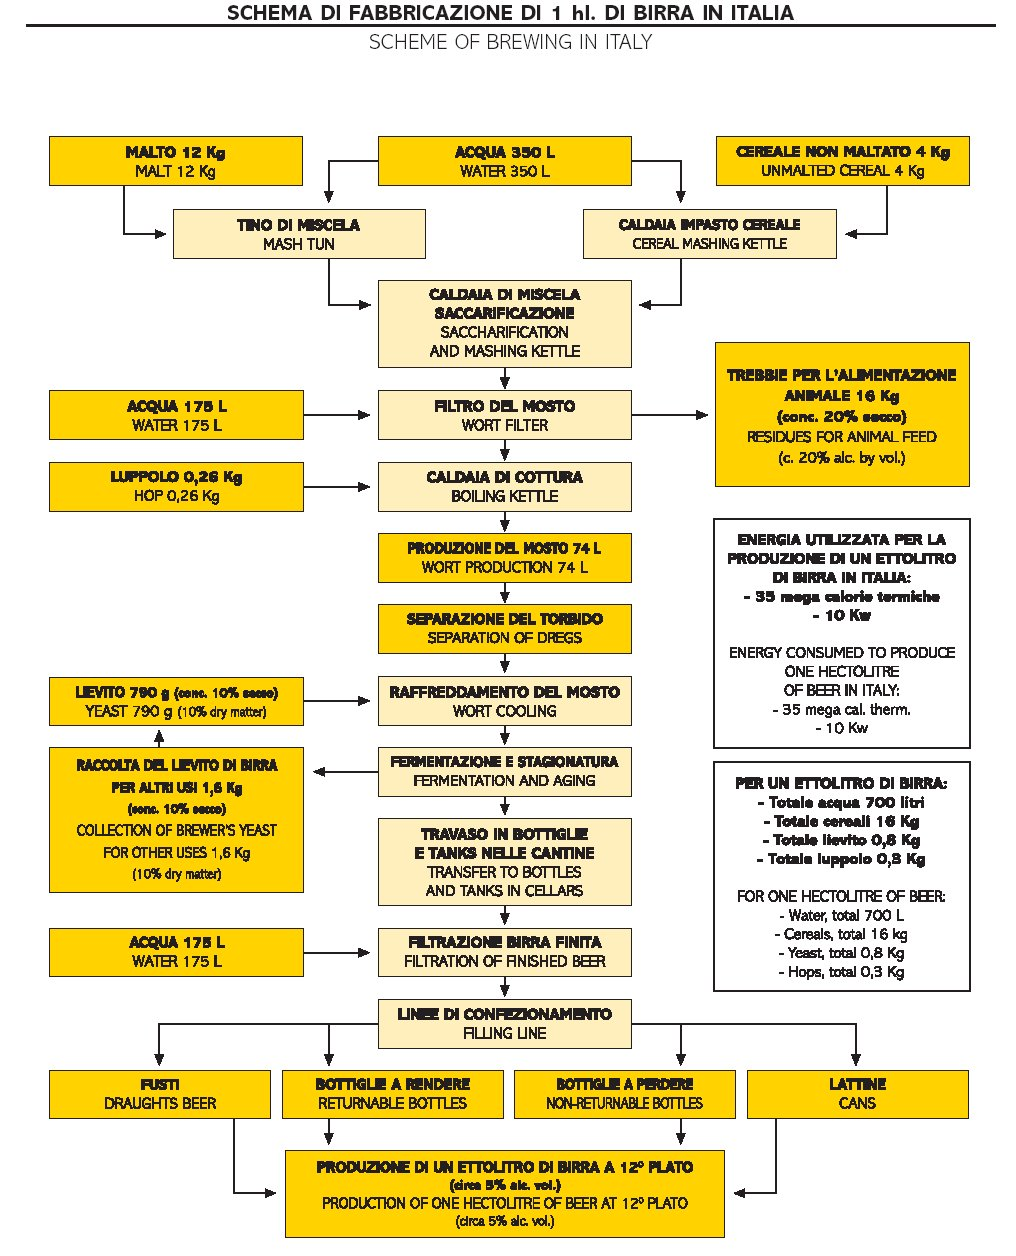 SCHEMA DI FABBRICAZIONE DI 1 hl. DI BIRRA IN ITALIA
SCHEME OF BREWING IN ITALY
MALTO 12 Kg
MALT 12 Kg
ACQUA 350 L
WATER 350 L
CEREALE NON MALTATO 4 Kg
UNMALTED CEREAL 4 Kg
TINO DI MISCELA
MASH TUN
CALDAIA IMPASTO CEREALE
CEREAL MASHING KETTLE
CALDAIA DI MISCELA
SACCARIFICAZIONE
SACCHARIFICATION
AND MASHING KETTLE
ACQUA 175 L
WATER 175 L
FILTRO DEL MOSTO
WORT FILTER
TREBBIE PER L'ALIMENTAZIONE
ANIMALE 16 Kg
(conc. 20% secco)
RESIDUES FOR ANIMAL FEED
(c. 20% alc. by vol.)
LUPPOLO 0,26 Kg
HOP 0,26 Kg
CALDAIA DI COTTURA
BOILING KETTLE
PRODUZIONE DEL MOSTO 74 L
WORT PRODUCTION 74 L
SEPARAZIONE DEL TORBIDO
SEPARATION OF DREGS
ENERGIA UTILIZZATA PER LA
PRODUZIONE DI UN ETTOLITRO
DI BIRRA IN ITALIA:
- 35 mega calorie termiche
- 10 Kw
ENERGY CONSUMED TO PRODUCE
ONE HECTOLITRE
OF BEER IN ITALY:
- 35 mega cal. therm.
- 10 Kw
LIEVITO 790 g (conc. 10% secco)
YEAST 790 g (10% dry matter)
RAFFREDDAMENTO DEL MOSTO
WORT COOLING
RACCOLTA DEL LIEVITO DI BIRRA
PER ALTRI USI 1,6 Kg
(conc. 10% secco)
COLLECTION OF BREWER'S YEAST
FOR OTHER USES 1,6 Kg
(10% dry matter)
FERMENTAZIONE E STAGIONATURA
FERMENTATION AND AGING
TRAVASO IN BOTTIGLIE
E TANKS NELLE CANTINE
TRANSFER TO BOTTLES
AND TANKS IN CELLARS
PER UN ETTOLITRO DI BIRRA:
- Totale acqua 700 litri
- Totale cereali 16 Kg
- Totale lievito 0,8 Kg
- Totale luppolo 0,3 Kg
FOR ONE HECTOLITRE OF BEER:
- Water, total 700 L
- Cereals, total 16 kg
- Yeast, total 0,8 Kg
- Hops, total 0,3 Kg
ACQUA 175 L
WATER 175 L
FILTRAZIONE BIRRA FINITA
FILTRATION OF FINISHED BEER
LINEE DI CONFEZIONAMENTO
FILLING LINE
FUSTI
DRAUGHTS BEER
BOTTIGLIE A RENDERE
RETURNABLE BOTTLES
BOTTIGLIE A PERDERE
NON-RETURNABLE BOTTLES
LATTINE
CANS
PRODUZIONE DI UN ETTOLITRO DI BIRRA A 12º PLATO
(circa 5% alc. vol.)
PRODUCTION OF ONE HECTOLITRE OF BEER AT 12º PLATO
(circa 5% alc. vol.)